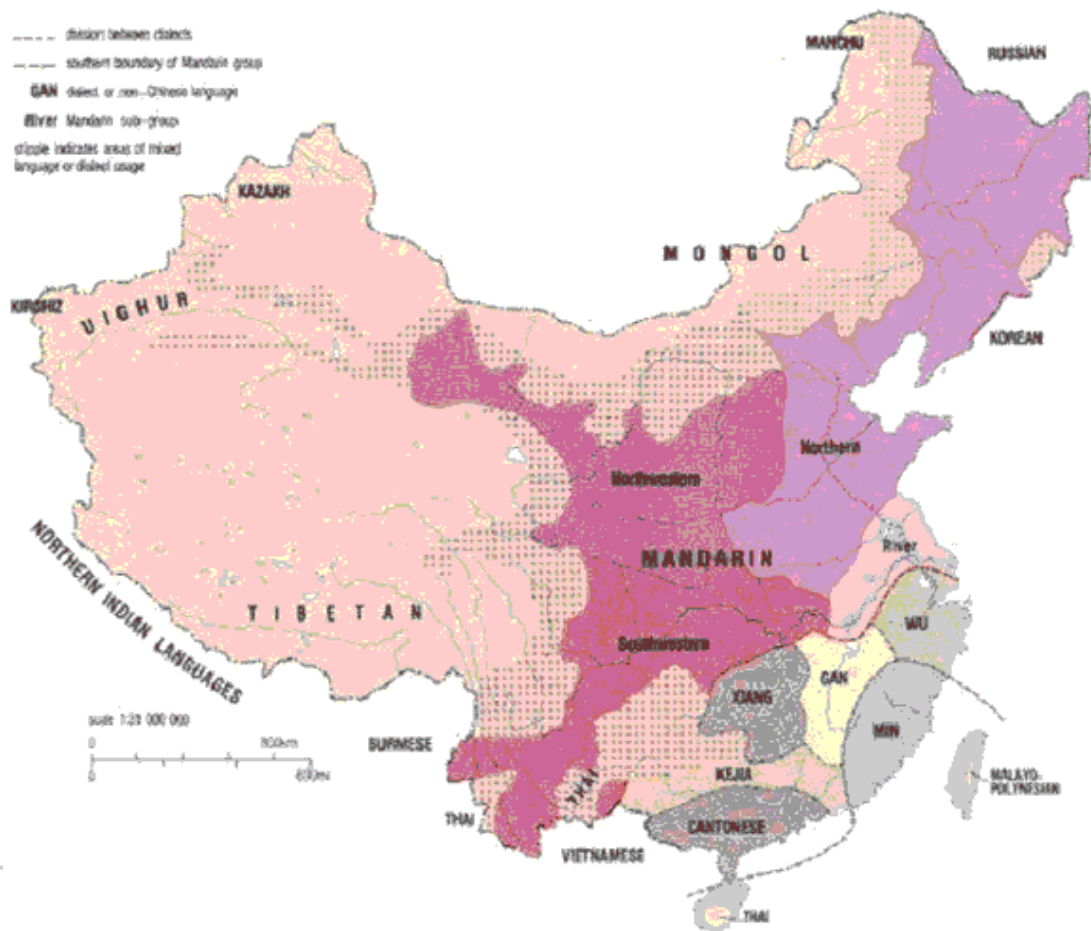 division between dialects
southern boundary of Mandarin group
GAN dialect or non-Chinese language
River Mandarin sub-group
stipple indicates areas of mixed
language or dialect usage
MANCHU
RUSSIAN
KAZAKH
MONGOL
KIRGHIZ
UIGHUR
KOREAN
Northern
Northwestern
River
MANDARIN
NORTHERN INDIAN LANGUAGES
TIBETAN
WU
Southwestern
GAN
XIANG
MIN
scale 1:21 000 000
0
800km
0
BURMESE
KEJIA
THAI
MALAYO-
POLYNESIAN
THAI
CANTONESE
VIETNAMESE
THAI